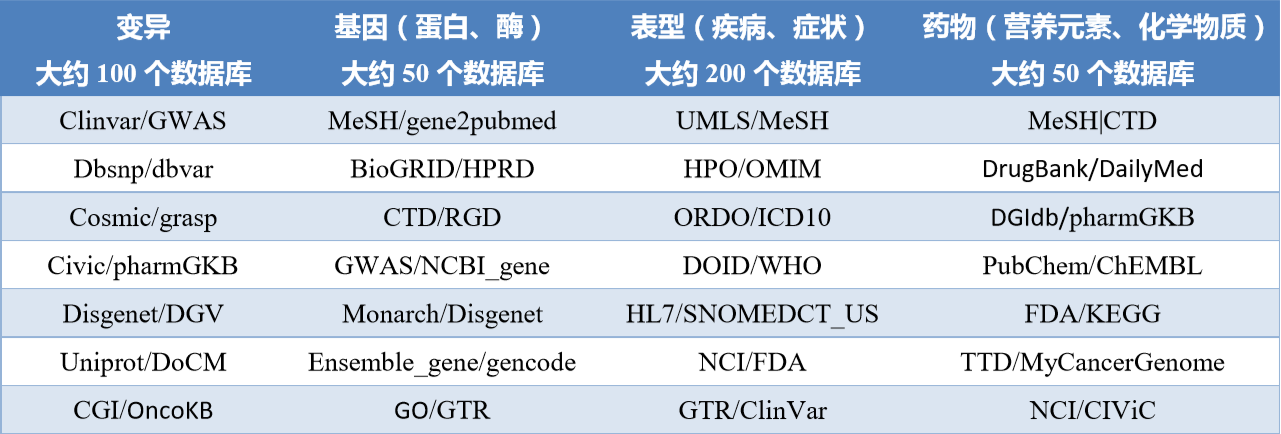 变异 基因（蛋白、酶） 表型（疾病、症状） 药物（营养元素、化学物质）
大约 100 个数据库 大约 50 个数据库 大约 200 个数据库 大约 50 个数据库
Clinvar/GWAS MeSH/gene2pubmed UMLS/MeSH MeSH|CTD
Dbsnp/dbvar BioGRID/HPRD HPO/OMIM DrugBank/DailyMed
Cosmic/grasp CTD/RGD ORDO/ICD10 DGIdb/pharmGKB
Civic/pharmGKB GWAS/NCBI_gene DOID/WHO PubChem/ChEMBL
Disgenet/DGV Monarch/Disgenet HL7/SNOMEDCT_US FDA/KEGG
Uniprot/DoCM Ensemble_gene/gencode NCI/FDA TTD/MyCancerGenome
CGI/OncoKB GO/GTR GTR/ClinVar NCI/CIViC